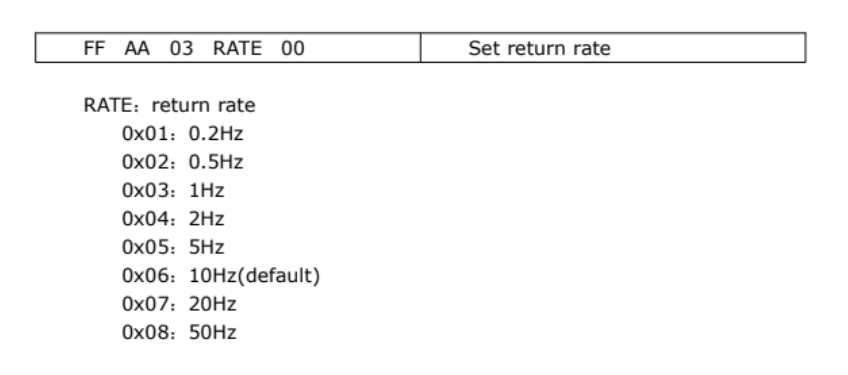 FF AA 03 RATE 00 Set return rate
RATE：return rate
0x01：0.2Hz
0x02：0.5Hz
0x03：1Hz
0x04：2Hz
0x05：5Hz
0x06：10Hz(default)
0x07：20Hz
0x08：50Hz